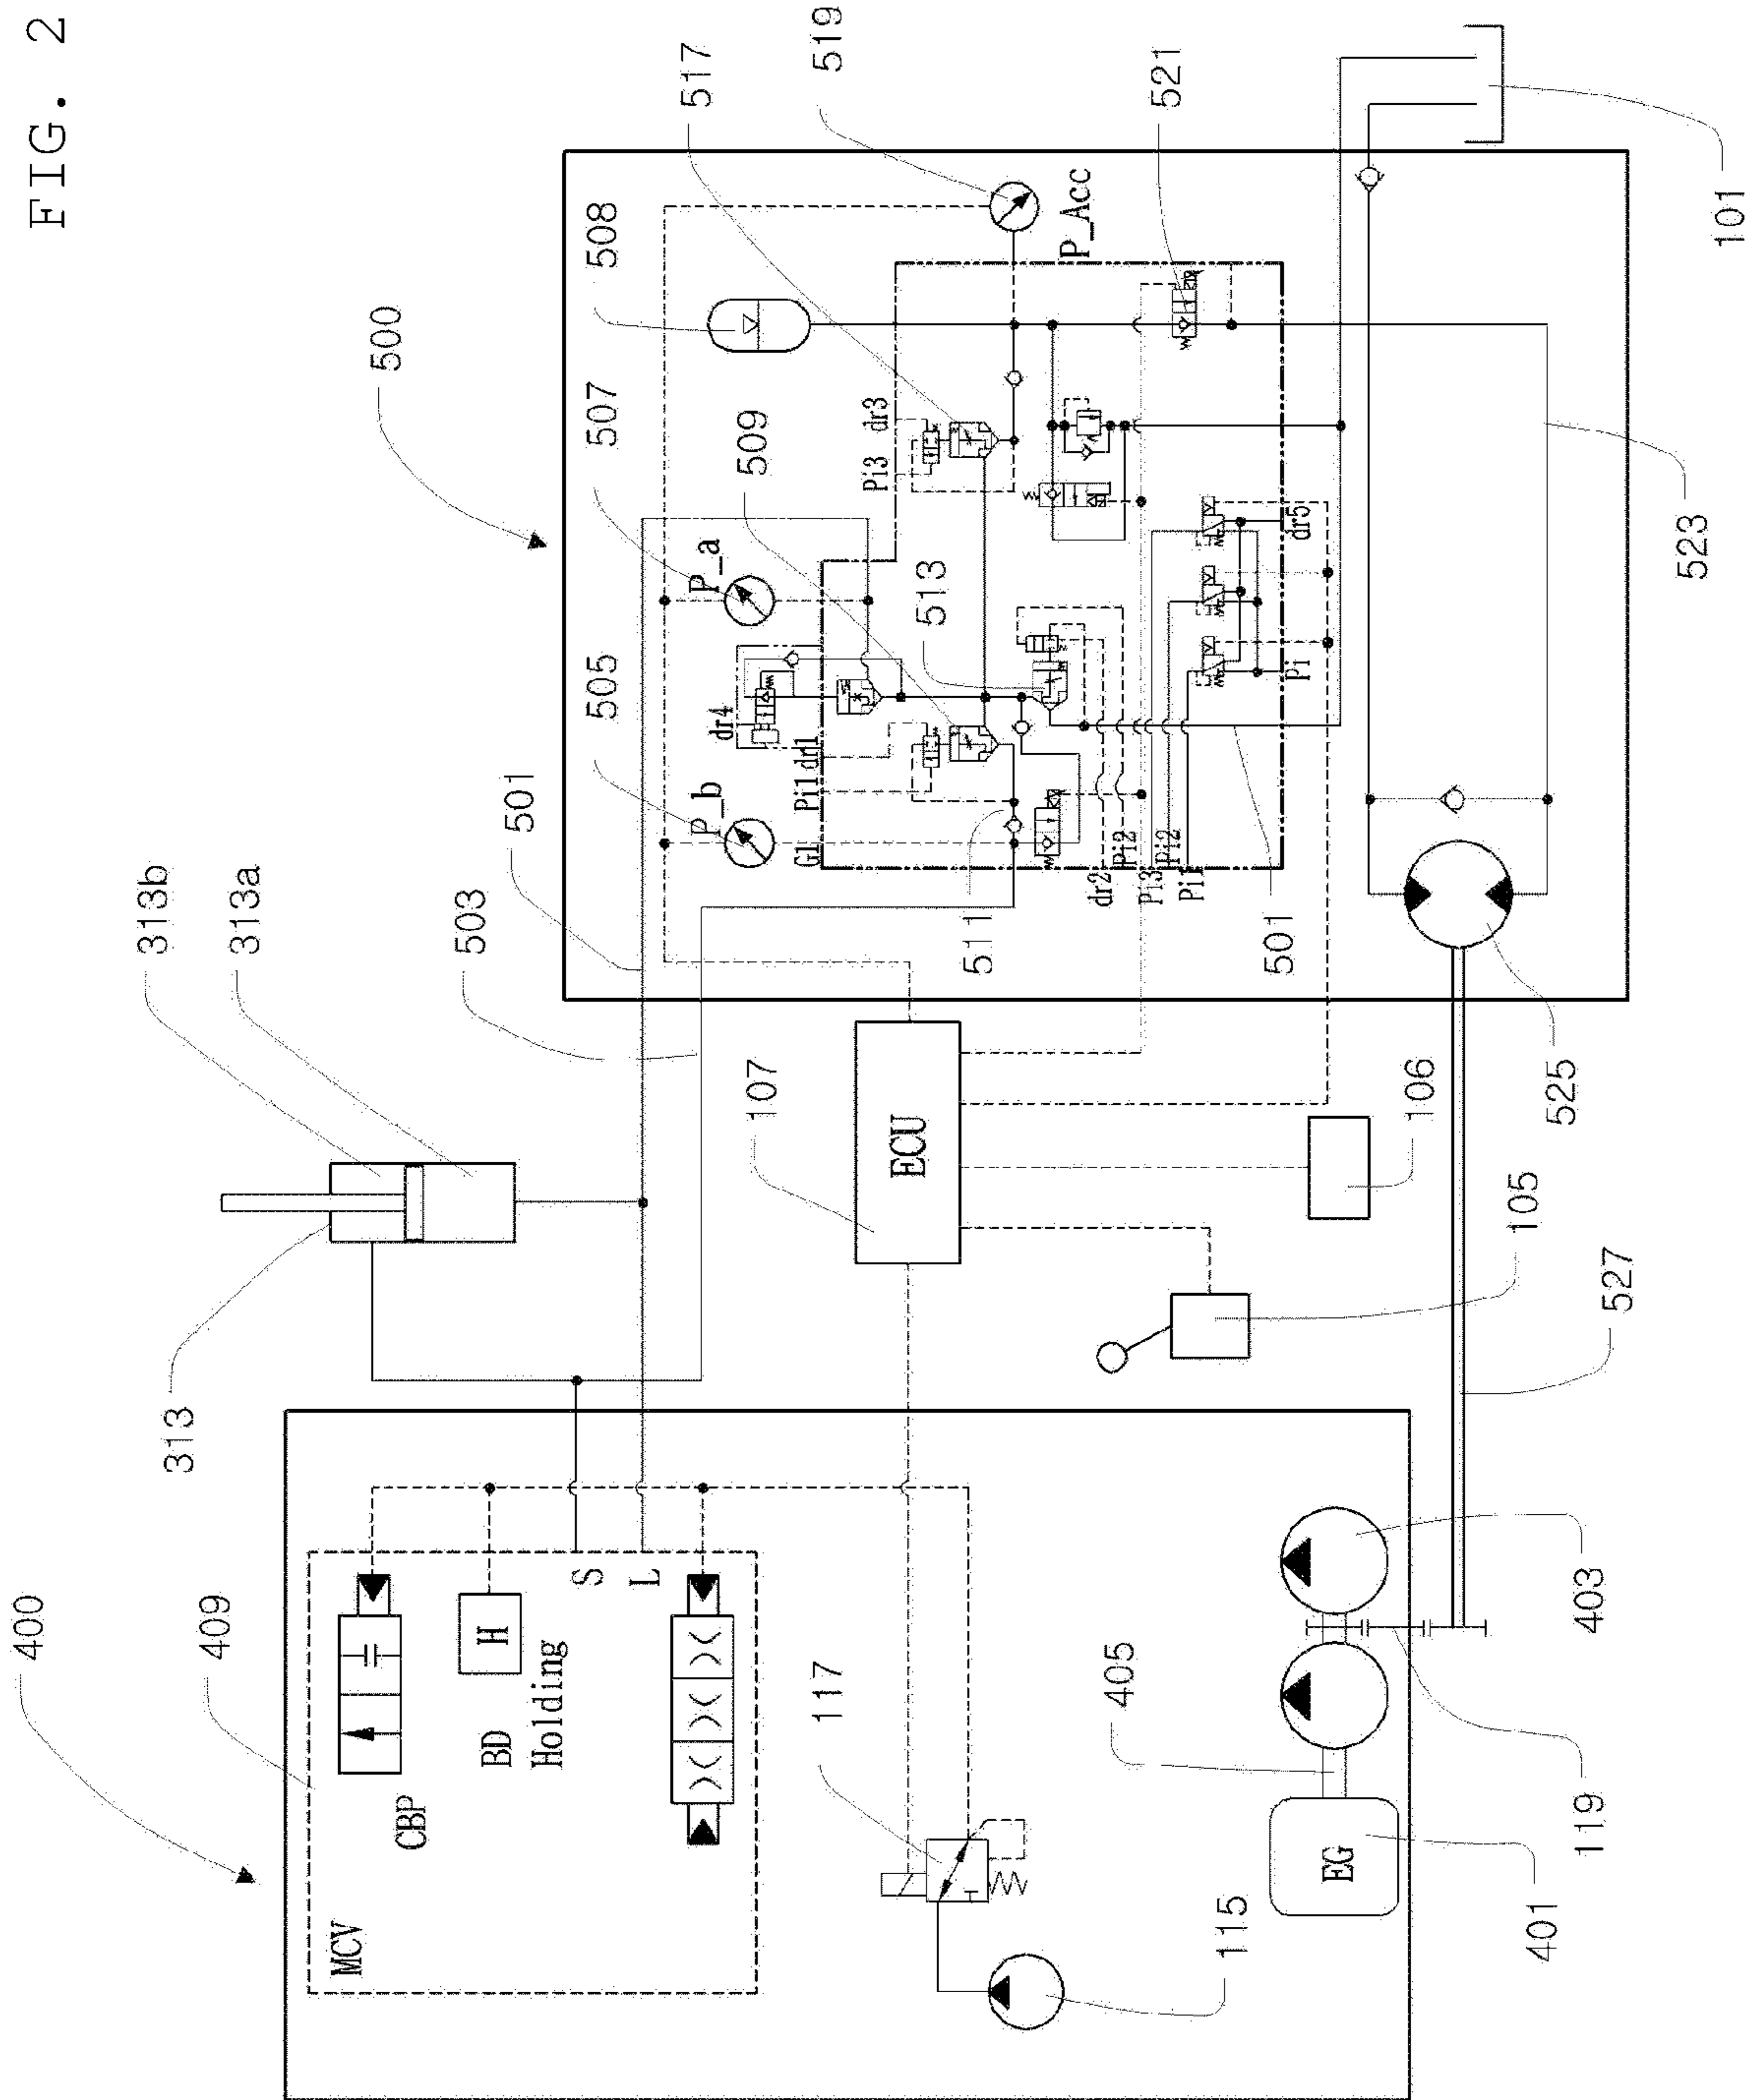 FIG. 2
400
409
MCV
CBP
BD
Holding
H
S
L
117
115
EG
401
405
119
403
527
313
313b
313a
503
501
107
ECU
105
106
500
505
507
508
P_b
P_a
509
517
519
dr4
Pi1
dr1
G1
Pi3
dr3
P_Acc
521
511
513
dr2
Pi2
Pi3
Pi2
Pi1
501
Pi
dr5
525
523
101